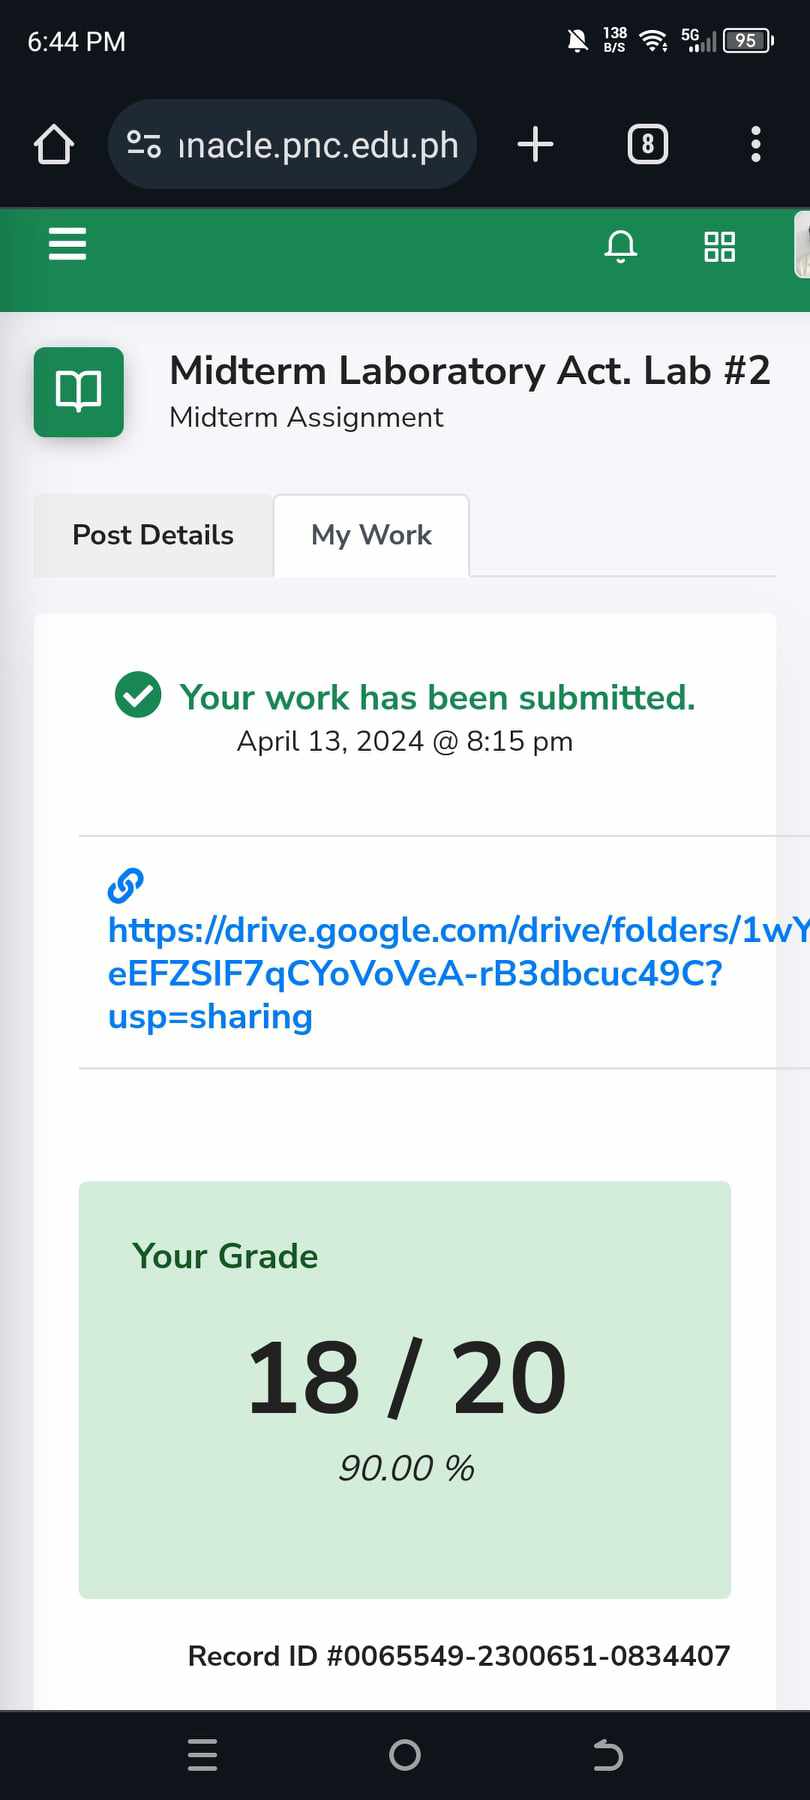 6:44 PM
138
B/S
5G
95
nnacle.pnc.edu.ph
8
Midterm Laboratory Act. Lab #2
Midterm Assignment
Post Details
My Work
Your work has been submitted.
April 13, 2024 @ 8:15 pm
https://drive.google.com/drive/folders/1wY
eEFZSIF7qCYoVoVeA-rB3dbcuc49C?
usp=sharing
Your Grade
18 / 20
90.00 %
Record ID #0065549-2300651-0834407